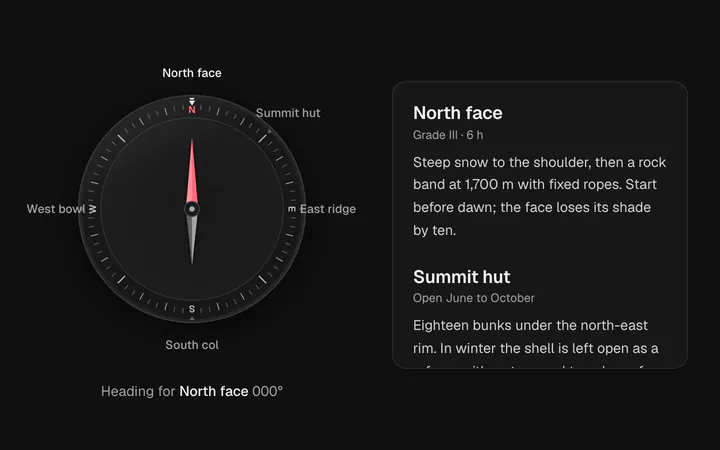 North face
N
Summit hut
West bowl
W
E
East ridge
S
South col
Heading for North face 000°
North face
Grade III · 6 h
Steep snow to the shoulder, then a rock
band at 1,700 m with fixed ropes. Start
before dawn; the face loses its shade
by ten.
Summit hut
Open June to October
Eighteen bunks under the north-east
rim. In winter the shell is left open as a